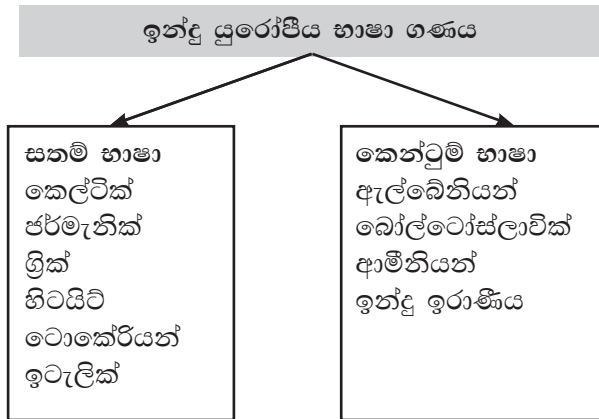 ඉන්දු යුරෝපීය භාෂා ගණය
සතම් භාෂා
කෙල්ටික්
ජර්මැනික්
ග්‍රික්
හිටයිට්
ටොකේරියන්
ඉටැලික්
කෙන්ටුම් භාෂා
ඇල්බේනියන්
බෝල්ටෝස්ලාවික්
ආමීනියන්
ඉන්දු ඉරාණීය